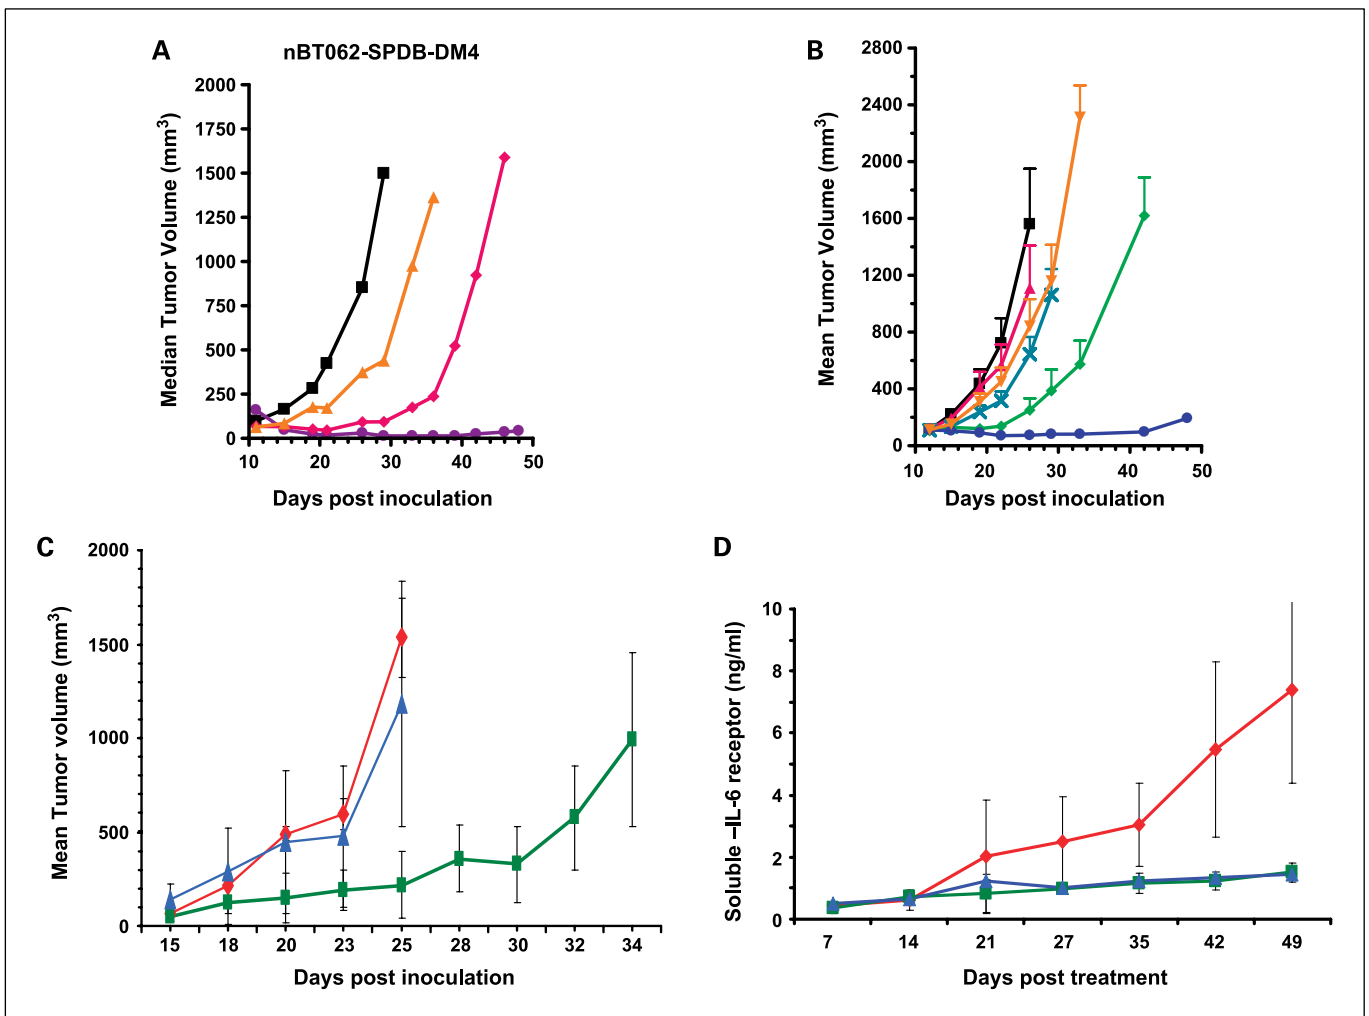 A
nBT062-SPDB-DM4
Median Tumor Volume (mm³)
2000
1750
1500
1250
1000
750
500
250
0
10 20 30 40 50
Days post inoculation
B
Mean Tumor Volume (mm³)
2800
2400
2000
1600
1200
800
400
0
10 20 30 40 50
Days post inoculation
C
Mean Tumor volume (mm³)
2000
1500
1000
500
0
15 18 20 23 25 28 30 32 34
Days post inoculation
D
Soluble –IL-6 receptor (ng/ml)
10
8
6
4
2
0
7 14 21 27 35 42 49
Days post treatment